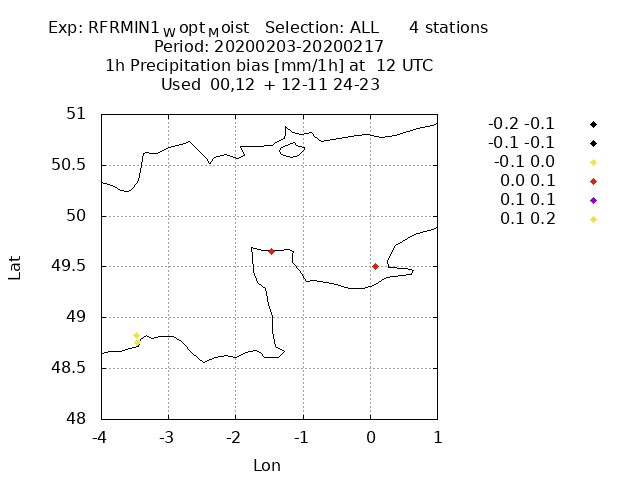 Exp: RFRMIN1WoptMoist Selection: ALL 4 stations
Period: 20200203-20200217
1h Precipitation bias [mm/1h] at 12 UTC
Used 00,12 + 12-11 24-23
51
50.5
50
49.5
49
48.5
48
Lat
-4 -3 -2 -1 0 1
Lon
-0.2 -0.1
-0.1 -0.1
-0.1 0.0
0.0 0.1
0.1 0.1
0.1 0.2